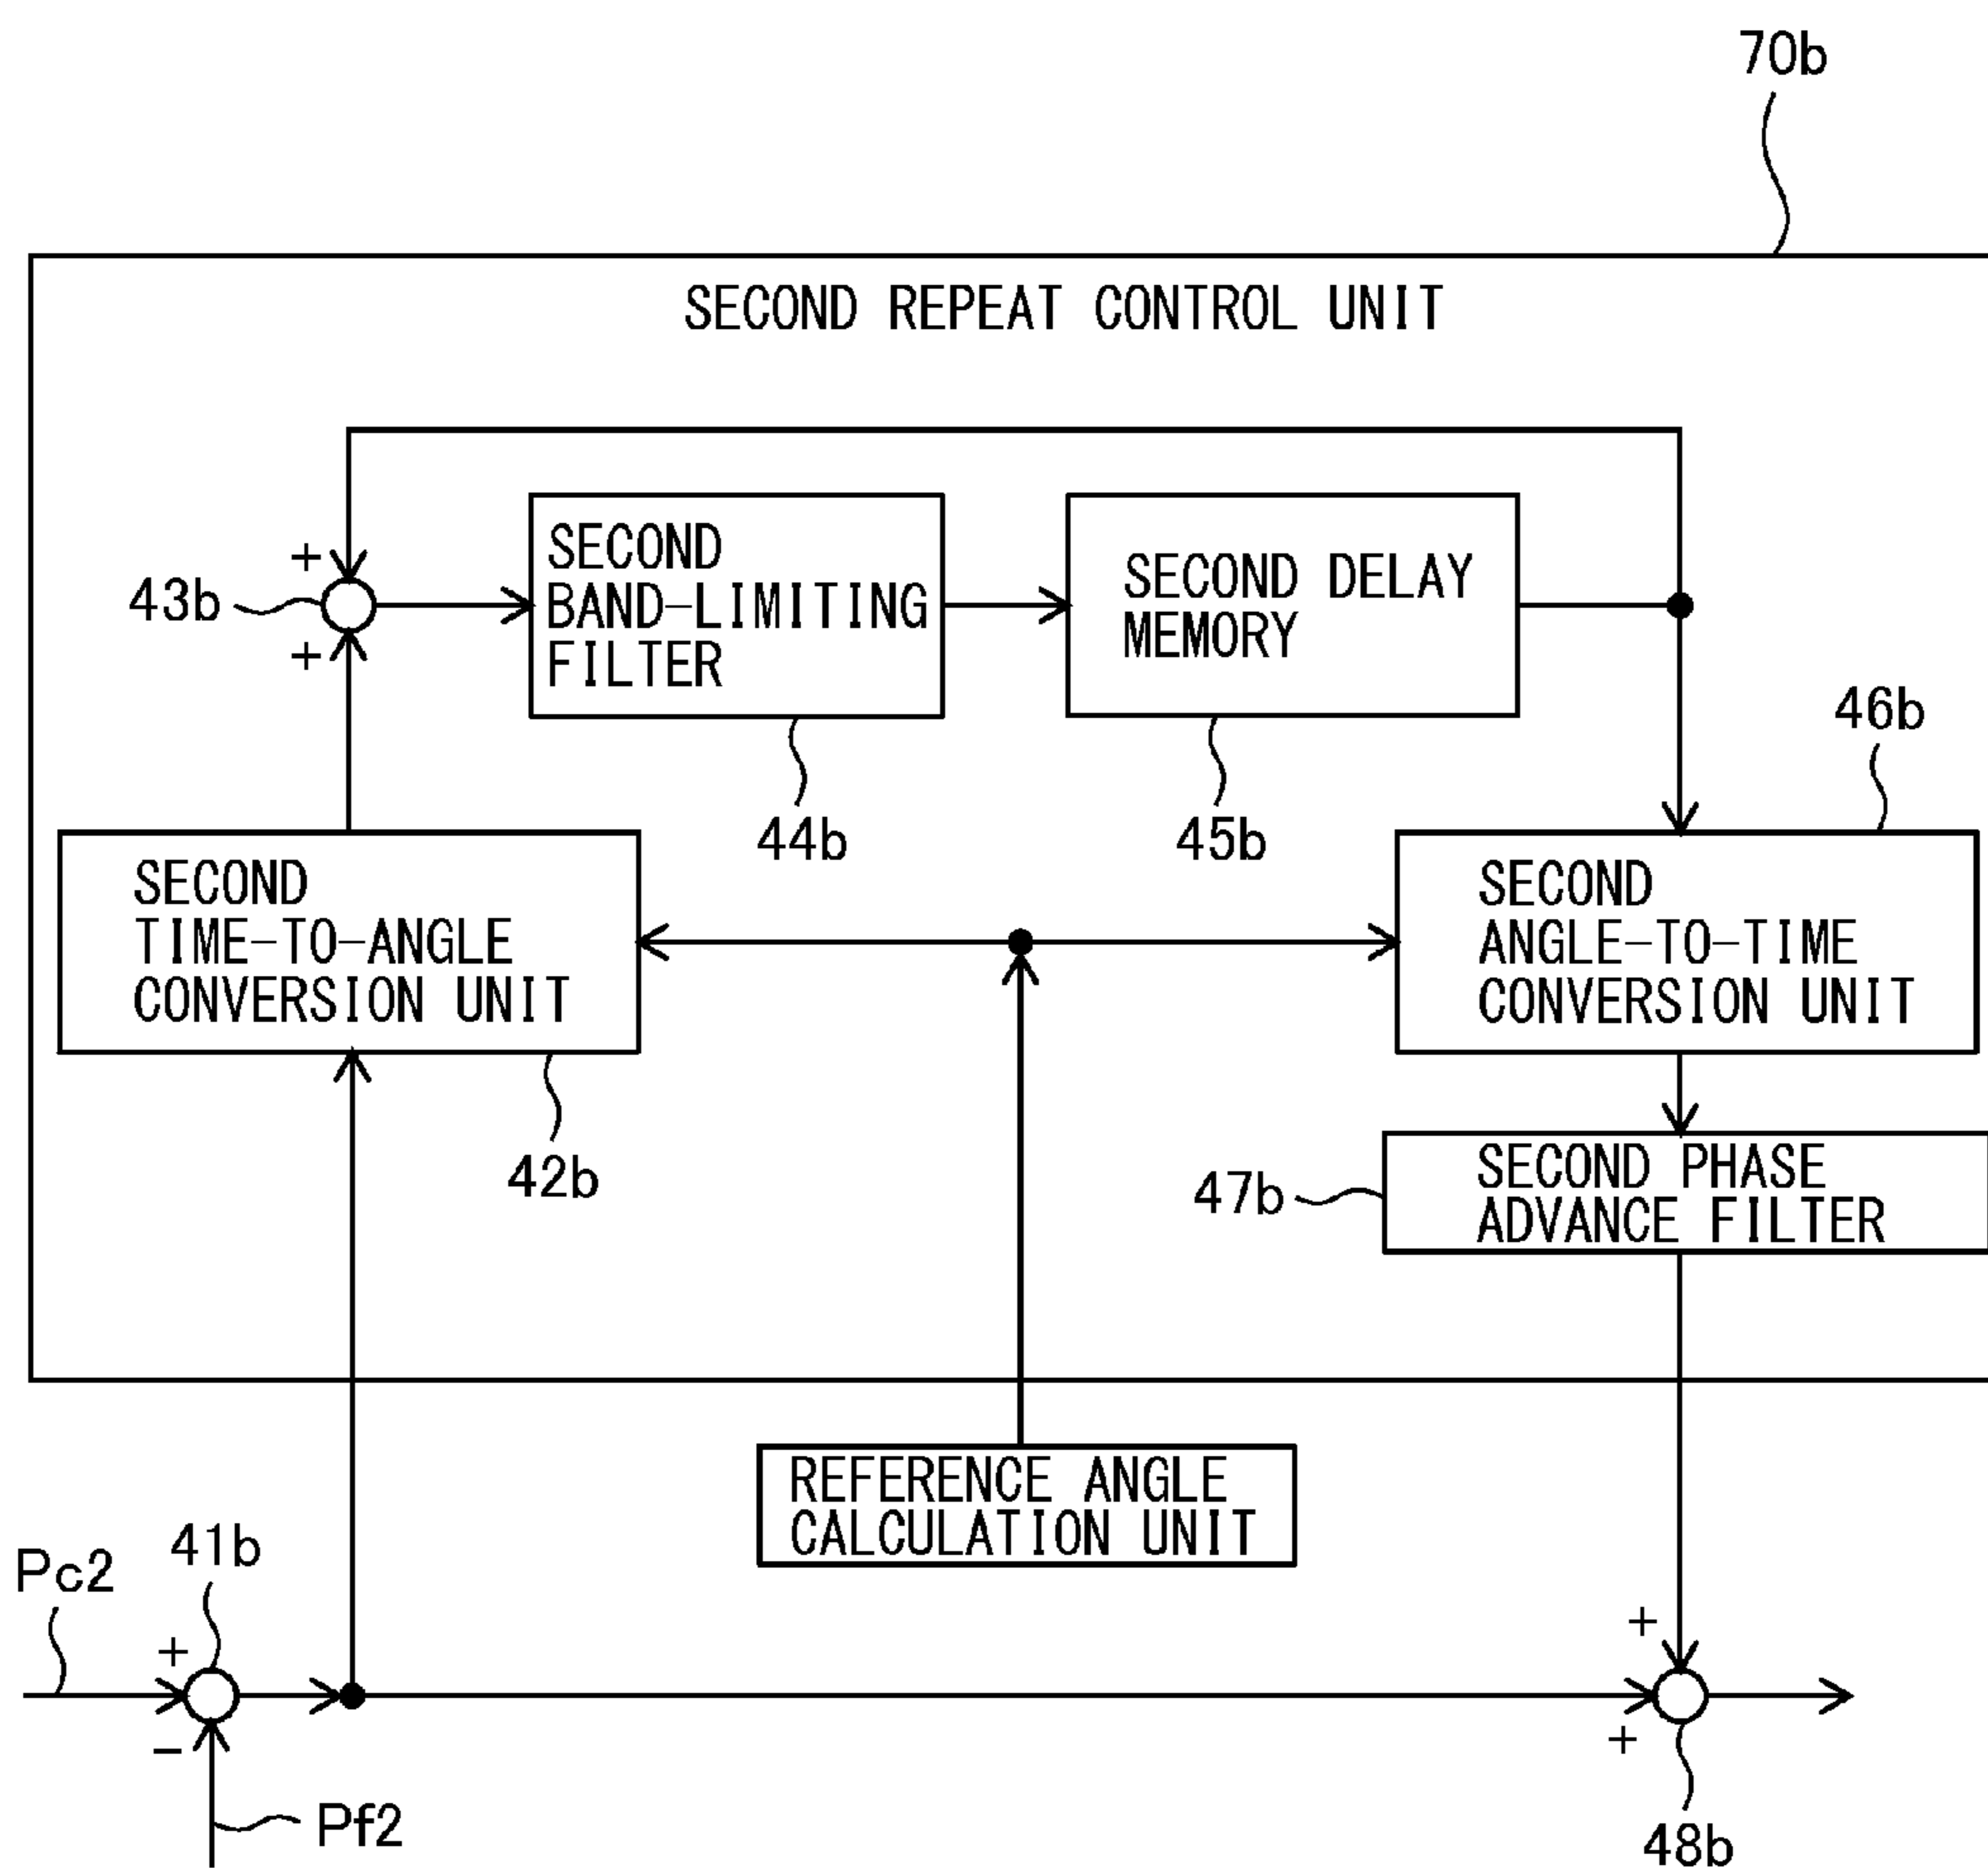 70b
SECOND REPEAT CONTROL UNIT
+
43b
+
SECOND
BAND-LIMITING
FILTER
SECOND DELAY
MEMORY
44b
45b
46b
SECOND
TIME-TO-ANGLE
CONVERSION UNIT
SECOND
ANGLE-TO-TIME
CONVERSION UNIT
42b
47b
SECOND PHASE
ADVANCE FILTER
REFERENCE ANGLE
CALCULATION UNIT
Pc2
41b
+
-
Pf2
+
+
48b